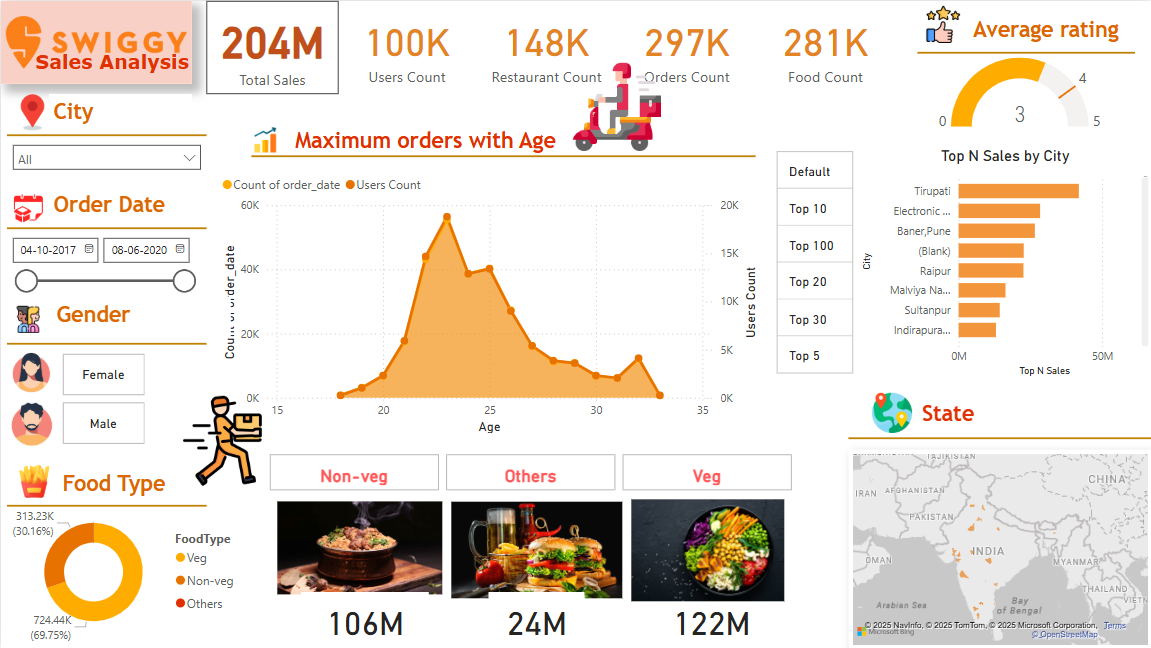 SWIGGY
Sales Analysis
204M
Total Sales
100K
Users Count
148K
Restaurant Count
297K
Orders Count
281K
Food Count
Average rating
0
3
4
5
City
All
Order Date
04-10-2017
08-06-2020
Gender
Female
Male
Food Type
313.23K
(30.16%)
724.44K
(69.75%)
FoodType
Veg
Non-veg
Others
Maximum orders with Age
Count of order_date
Users Count
60K
40K
20K
0K
Count of order_date
20K
15K
10K
5K
0K
Users Count
15
20
25
30
35
Age
Default
Top 10
Top 100
Top 20
Top 30
Top 5
Top N Sales by City
City
Tirupati
Electronic ...
Baner,Pune
(Blank)
Raipur
Malviya Na...
Sultanpur
Indirapura...
0M
50M
Top N Sales
Non-veg
Others
Veg
106M
24M
122M
State
TAJIKISTAN
CHINA
IRAN
AFGHANISTAN
PAKISTAN
INDIA
OMAN
MYANMAR
THAILAND
VIETN
Arabian Sea
Bay
of Bengal
© 2025 NavInfo, © 2025 TomTom, © 2025 Microsoft Corporation, Terms
Microsoft Bing
© OpenStreetMap